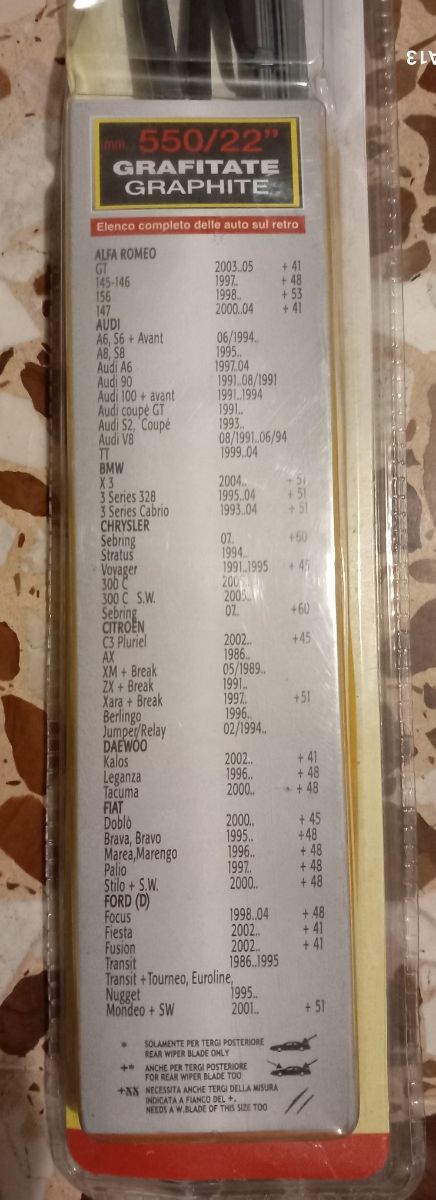 A13
mm. 550/22"
GRAFITATE
GRAPHITE
Elenco completo delle auto sul retro
ALFA ROMEO
GT 2003..05 + 41
145-146 1997.. + 48
156 1998.. + 53
147 2000..04 + 41
AUDI
A6, S6 + Avant 06/1994..
A8, S8 1995..
Audi A6 1997.04
Audi 90 1991..08/1991
Audi 100 + avant 1991..1994
Audi coupé GT 1991..
Audi S2, Coupé 1993..
Audi V8 08/1991..06/94
TT 1999..04
BMW
X 3 2004.. + 51
3 Series 328 1995..04 + 51
3 Series Cabrio 1993..04 + 51
CHRYSLER
Sebring 07. +60
Stratus 1994..
Voyager 1991..1995 + 45
300 C
300 C S.W. 2005..
Sebring 07.. +60
CITROËN
C3 Pluriel 2002.. +45
AX 1986..
XM + Break 05/1989..
ZX + Break 1991..
Xara + Break 1997.. +51
Berlingo 1996..
Jumper/Relay 02/1994..
DAEWOO
Kalos 2002.. + 41
Leganza 1996.. + 48
Tacuma 2000.. + 48
FIAT
Doblò 2000.. + 45
Brava, Bravo 1995.. +48
Marea,Marengo 1996.. + 48
Palio 1997.. + 48
Stilo + S.W. 2000.. + 48
FORD (D)
Focus 1998..04 + 48
Fiesta 2002.. + 41
Fusion 2002.. + 41
Transit 1986..1995
Transit +Tourneo, Euroline,
Nugget 1995..
Mondeo + SW 2001.. + 51
* SOLAMENTE PER TERGI POSTERIORE
REAR WIPER BLADE ONLY
+* ANCHE PER TERGI POSTERIORE
FOR REAR WIPER BLADE TOO
+xx NECESSITA ANCHE TERGI DELLA MISURA
INDICATA A FIANCO DEL +.
NEEDS A W.BLADE OF THIS SIZE TOO